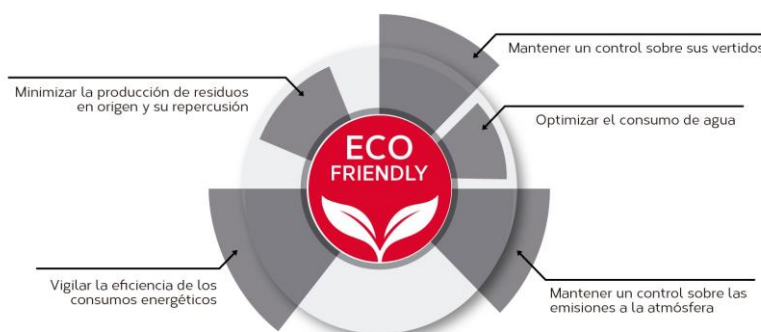 Mantener un control sobre sus vertidos
Minimizar la producción de residuos
en origen y su repercusión
Optimizar el consumo de agua
ECO
FRIENDLY
Vigilar la eficiencia de los
consumos energéticos
Mantener un control sobre las
emisiones a la atmósfera